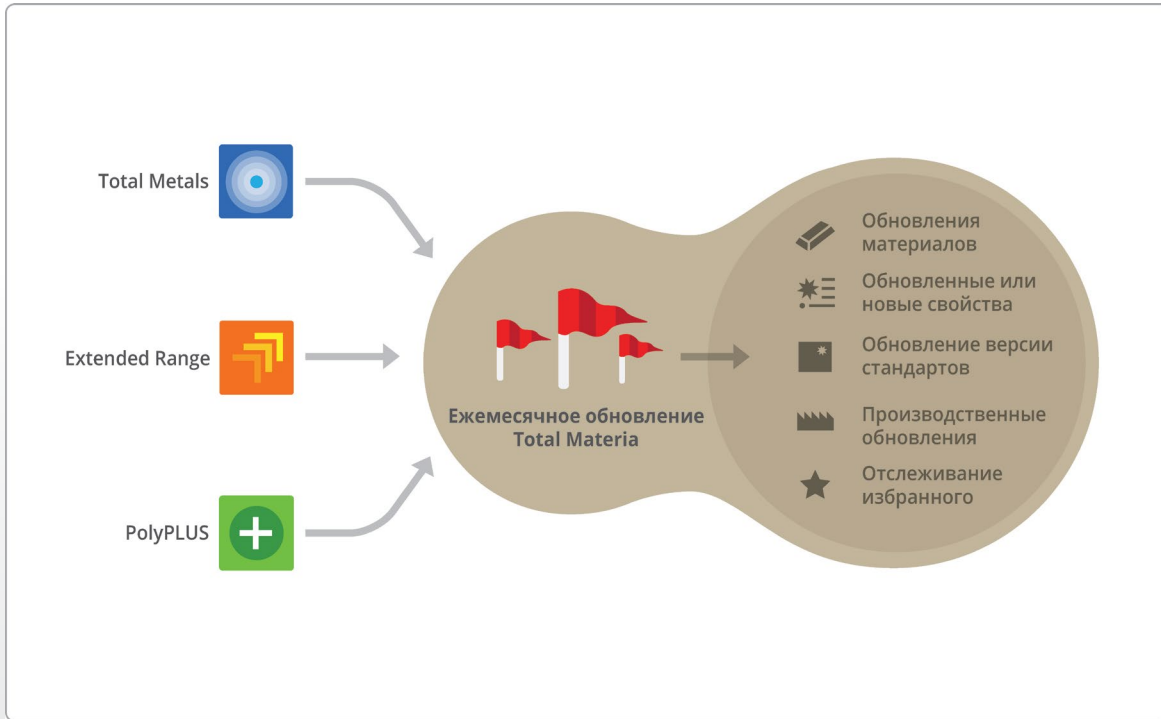 Total Metals
Extended Range
PolyPLUS
Ежемесячное обновление
Total Materia
Обновления
материалов
Обновленные или
новые свойства
Обновление версии
стандартов
Производственные
обновления
Отслеживание
избранного